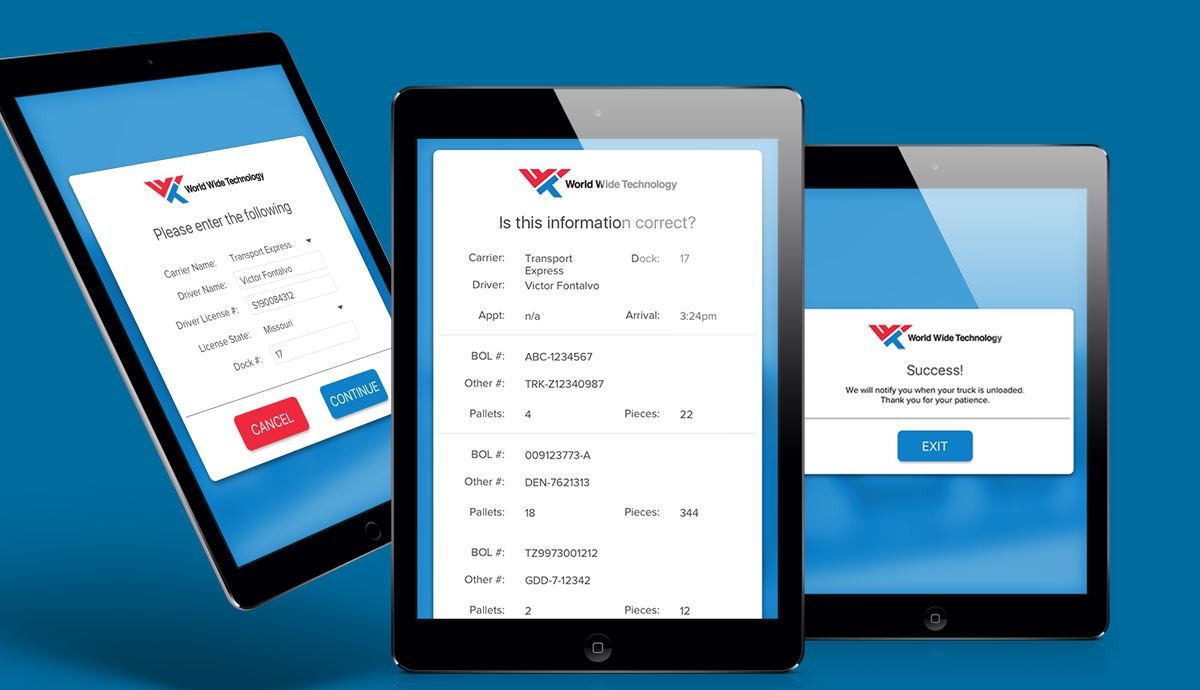 World Wide Technology
Please enter the following
Carrier Name: Transport Express
Driver Name: Victor Fontalvo
Driver License #: S190084312
License State: Missouri
Dock #: 17
CANCEL CONTINUE
World Wide Technology
Is this information correct?
Carrier: Transport Express Dock: 17
Driver: Victor Fontalvo
Appt: n/a Arrival: 3:24pm
BOL #: ABC-1234567
Other #: TRK-Z12340987
Pallets: 4 Pieces: 22
BOL #: 009123773-A
Other #: DEN-7621313
Pallets: 18 Pieces: 344
BOL #: TZ9973001212
Other #: GDD-7-12342
Pallets: 2 Pieces: 12
World Wide Technology
Success!
We will notify you when your truck is unloaded.
Thank you for your patience.
EXIT